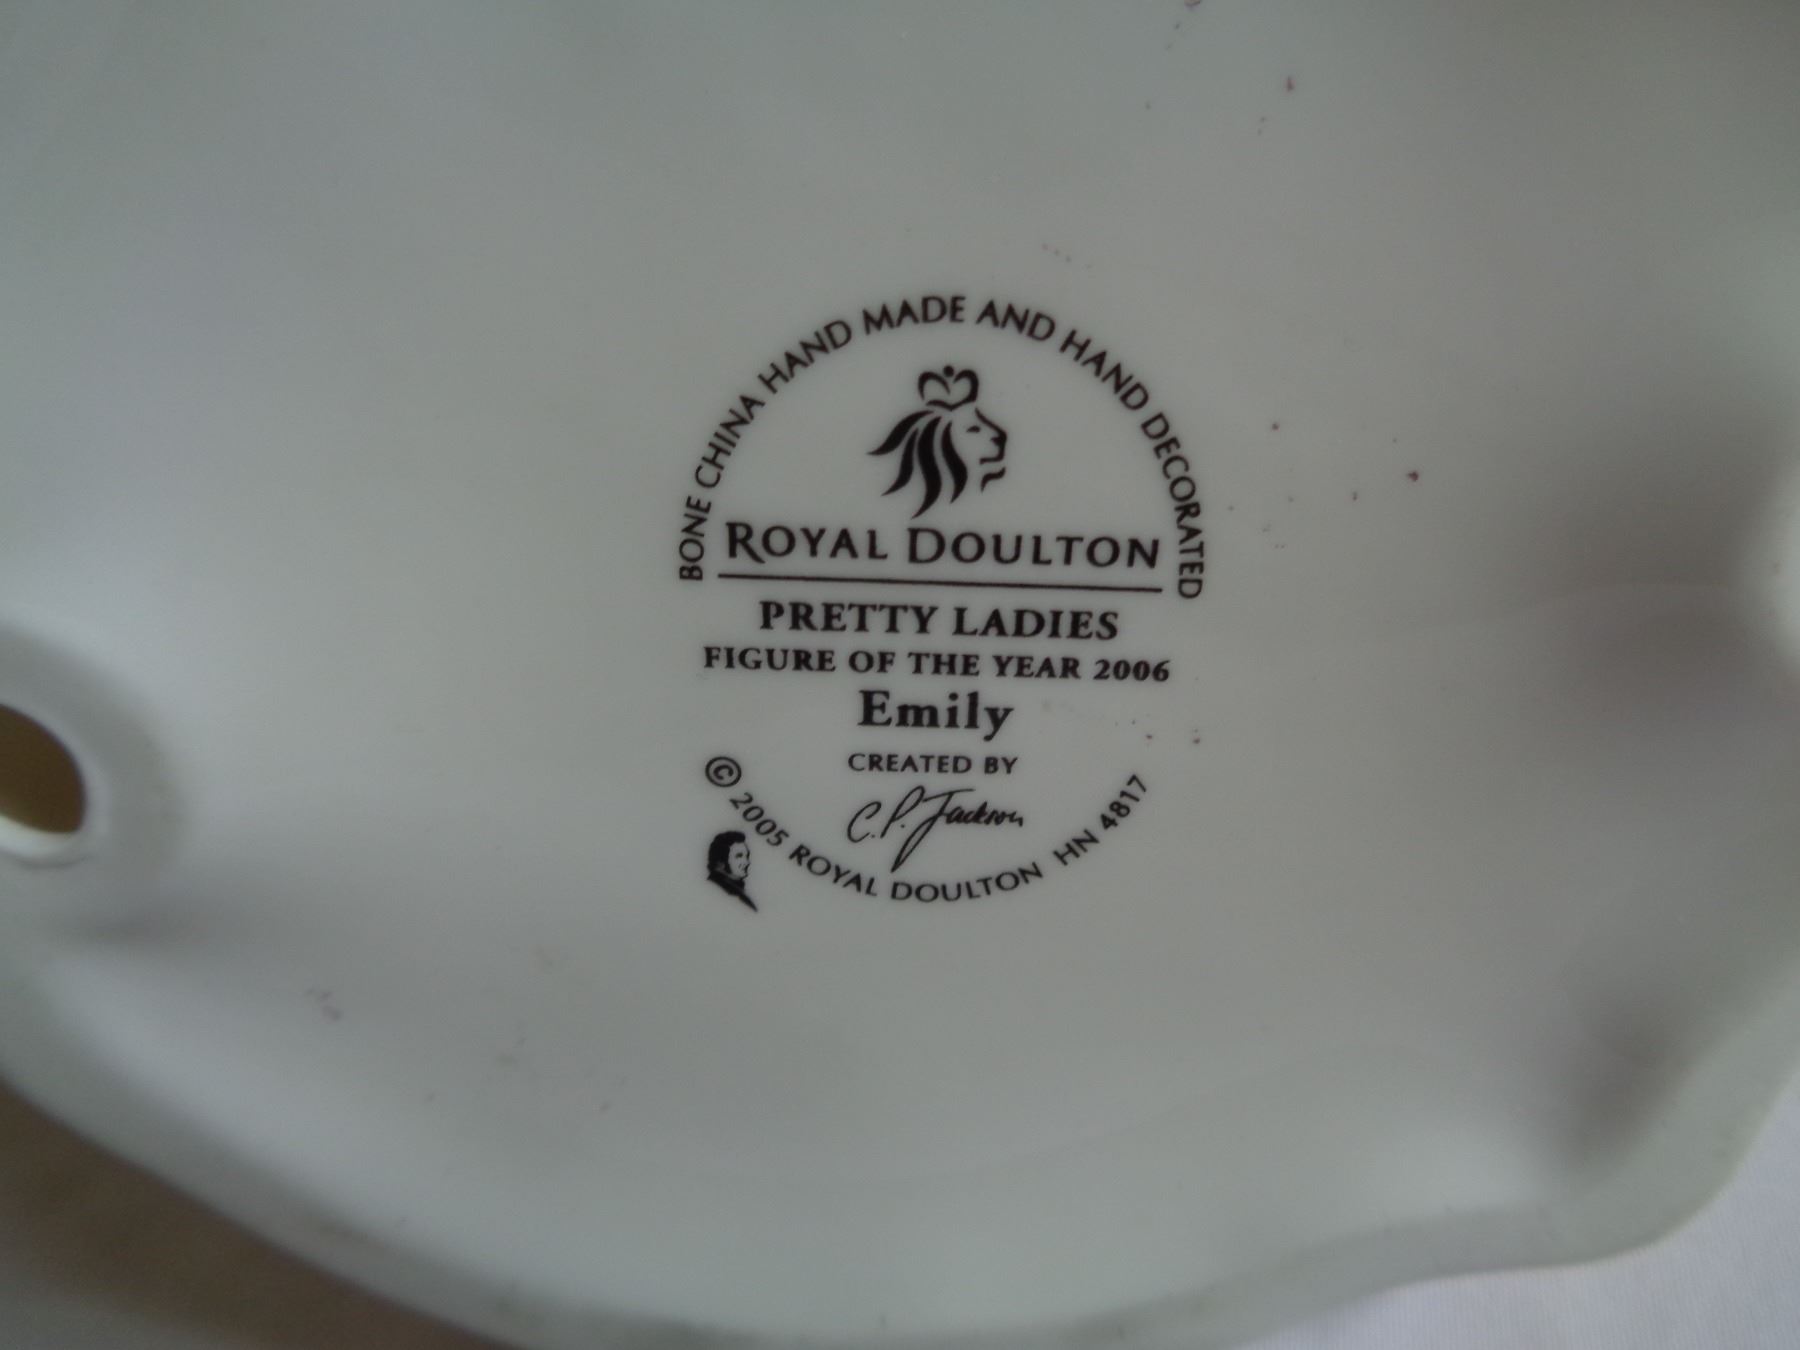 BONE CHINA HAND MADE AND HAND DECORATED
ROYAL DOULTON
PRETTY LADIES
FIGURE OF THE YEAR 2006
Emily
CREATED BY
C.P. Jackson
© 2005 ROYAL DOULTON HN 4817